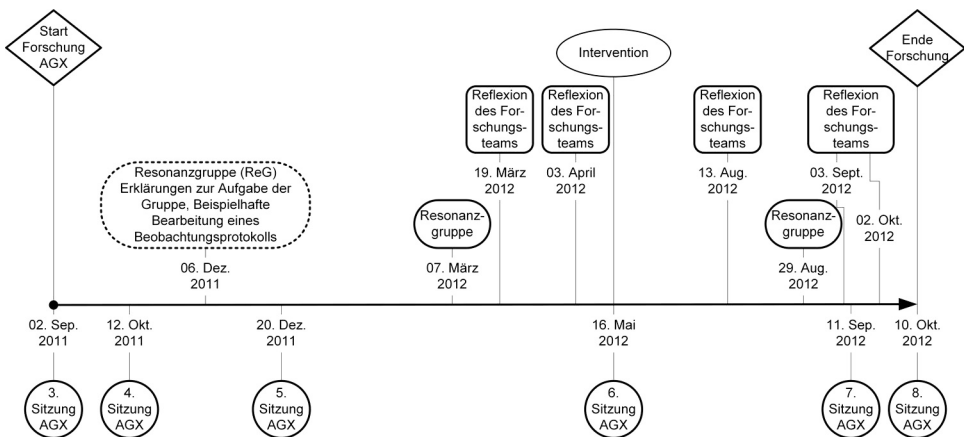 Start
Forschung
AGX
Intervention
Ende
Forschung
Reflexion
des For-
schungs-
teams
19. März
2012
Reflexion
des For-
schungs-
teams
03. April
2012
Reflexion
des For-
schungs-
teams
13. Aug.
2012
Reflexion
des For-
schungs-
teams
03. Sept.
2012
02. Okt.
2012
Resonanzgruppe (ReG)
Erklärungen zur Aufgabe der
Gruppe, Beispielhafte
Bearbeitung eines
Beobachtungsprotokolls
06. Dez.
2011
Resonanz-
gruppe
07. März
2012
Resonanz-
gruppe
29. Aug.
2012
02. Sep.
2011
12. Okt.
2011
20. Dez.
2011
16. Mai
2012
11. Sep.
2012
10. Okt.
2012
3.
Sitzung
AGX
4.
Sitzung
AGX
5.
Sitzung
AGX
6.
Sitzung
AGX
7.
Sitzung
AGX
8.
Sitzung
AGX